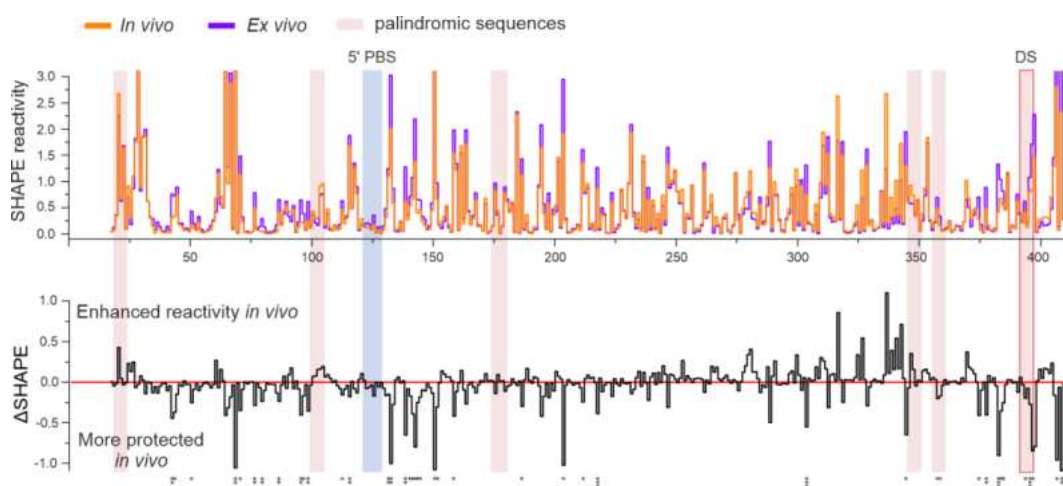 In vivo Ex vivo palindromic sequences
5' PBS DS
SHAPE reactivity
3.0
2.5
2.0
1.5
1.0
0.5
0.0
50 100 150 200 250 300 350 400
ΔSHAPE
1.0
0.5
0.0
-0.5
-1.0
Enhanced reactivity in vivo
More protected
in vivo